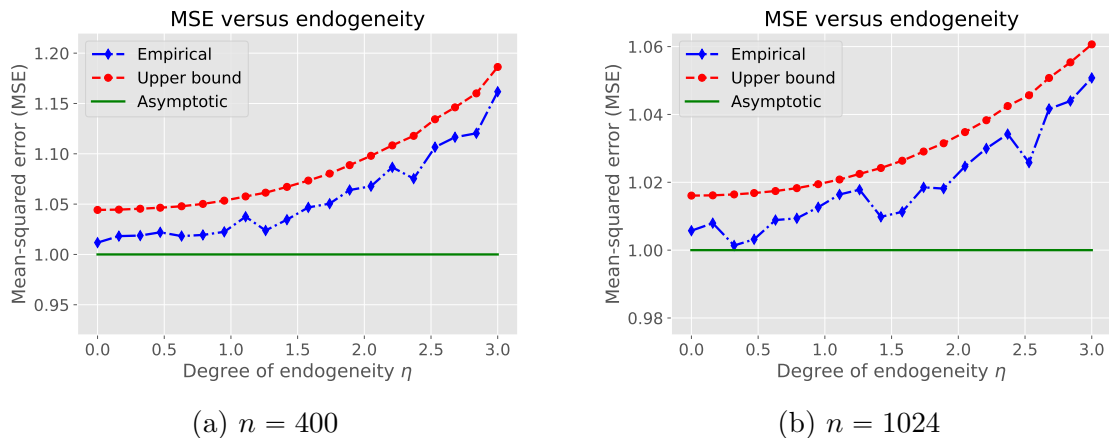 MSE versus endogeneity
Mean-squared error (MSE)
1.20
1.15
1.10
1.05
1.00
0.95
Empirical
Upper bound
Asymptotic
0.0 0.5 1.0 1.5 2.0 2.5 3.0
Degree of endogeneity η
(a) n = 400
MSE versus endogeneity
Mean-squared error (MSE)
1.06
1.04
1.02
1.00
0.98
Empirical
Upper bound
Asymptotic
0.0 0.5 1.0 1.5 2.0 2.5 3.0
Degree of endogeneity η
(b) n = 1024